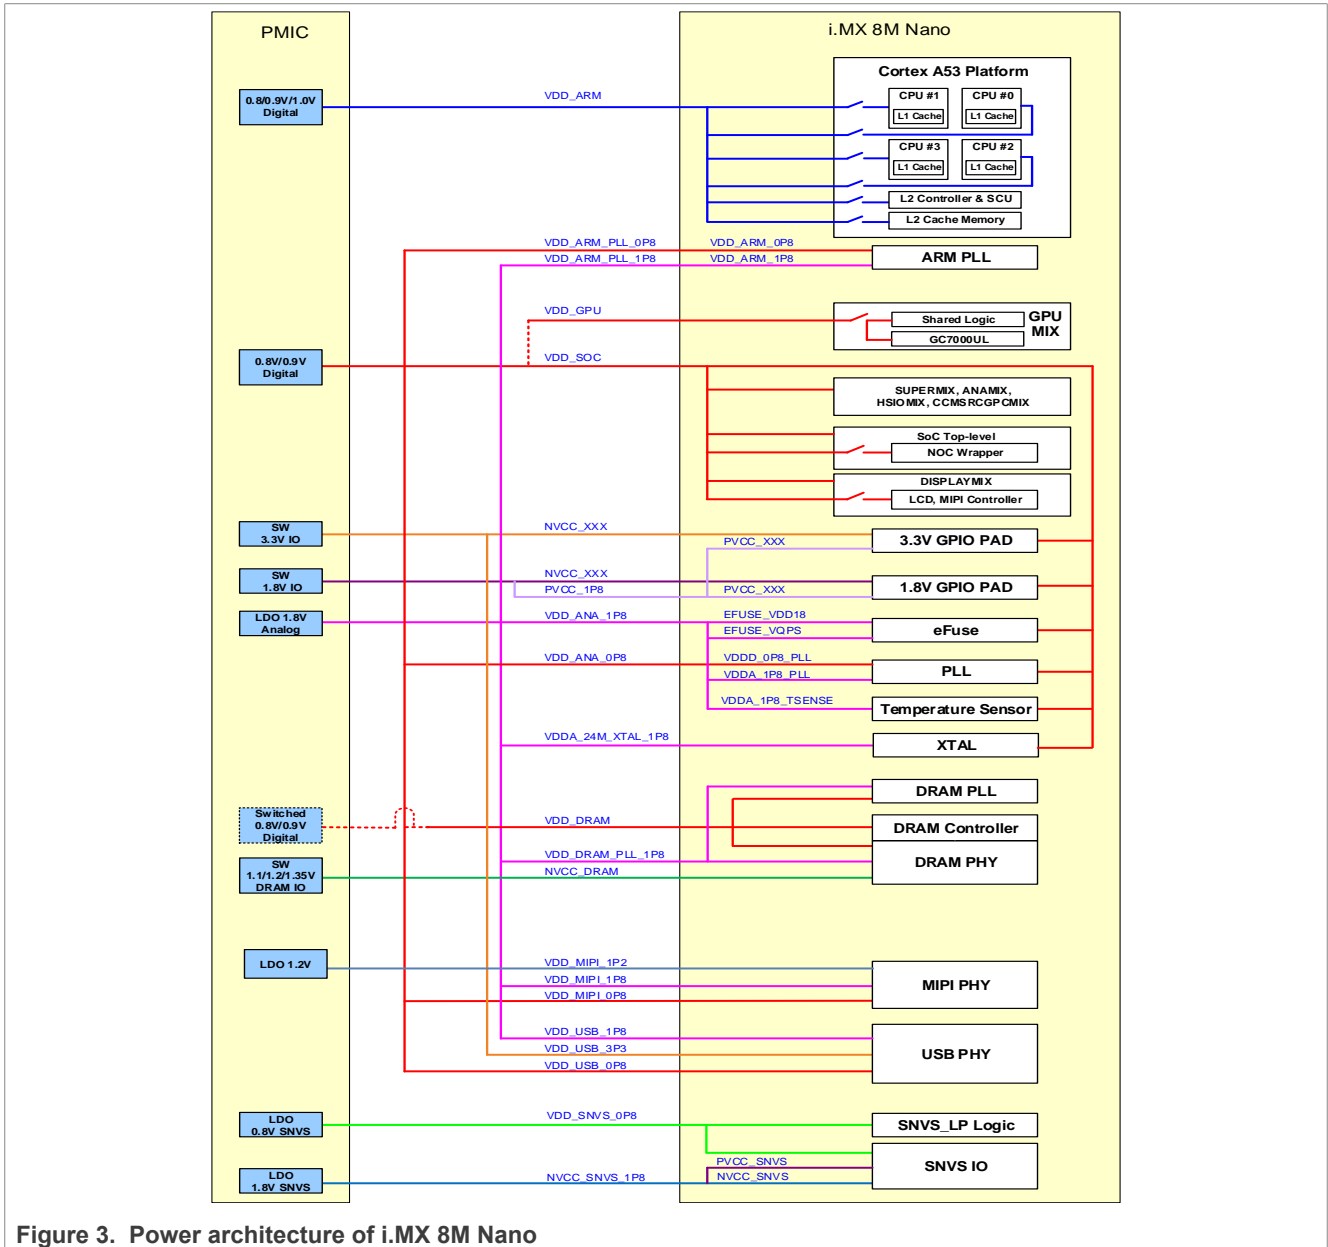 PMIC
i.MX 8M Nano
Cortex A53 Platform
0.8/0.9V/1.0V
Digital
VDD_ARM
CPU #1
CPU #0
L1 Cache
L1 Cache
CPU #3
CPU #2
L1 Cache
L1 Cache
L2 Controller & SCU
L2 Cache Memory
VDD_ARM_PLL_0P8
VDD_ARM_0P8
VDD_ARM_PLL_1P8
VDD_ARM_1P8
ARM PLL
VDD_GPU
Shared Logic
GPU
MIX
GC7000UL
0.8V/0.9V
Digital
VDD_SOC
SUPERMIX, ANAMIX,
HSIOMIX, CCMSRCGPCMIX
SoC Top-level
NOC Wrapper
DISPLAYMIX
LCD, MIPI Controller
SW
3.3V IO
NVCC_XXX
PVCC_XXX
3.3V GPIO PAD
SW
1.8V IO
NVCC_XXX
PVCC_1P8
PVCC_XXX
1.8V GPIO PAD
LDO 1.8V
Analog
VDD_ANA_1P8
EFUSE_VDD18
EFUSE_VQPS
eFuse
VDD_ANA_0P8
VDDD_0P8_PLL
VDDA_1P8_PLL
PLL
VDDA_1P8_TSENSE
Temperature Sensor
VDDA_24M_XTAL_1P8
XTAL
DRAM PLL
Switched
0.8V/0.9V
Digital
VDD_DRAM
DRAM Controller
SW
1.1/1.2/1.35V
DRAM IO
VDD_DRAM_PLL_1P8
NVCC_DRAM
DRAM PHY
LDO 1.2V
VDD_MIPI_1P2
VDD_MIPI_1P8
VDD_MIPI_0P8
MIPI PHY
VDD_USB_1P8
VDD_USB_3P3
VDD_USB_0P8
USB PHY
LDO
0.8V SNVS
VDD_SNVS_0P8
SNVS_LP Logic
LDO
1.8V SNVS
NVCC_SNVS_1P8
PVCC_SNVS
NVCC_SNVS
SNVS IO
Figure 3. Power architecture of i.MX 8M Nano